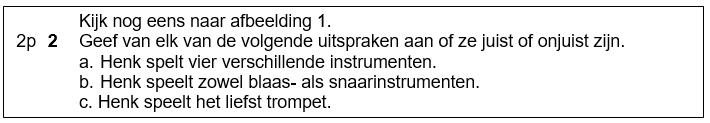 Kijk nog eens naar afbeelding 1.
2p 2 Geef van elk van de volgende uitspraken aan of ze juist of onjuist zijn.
a. Henk spelt vier verschillende instrumenten.
b. Henk speelt zowel blaas- als snaarinstrumenten.
c. Henk speelt het liefst trompet.